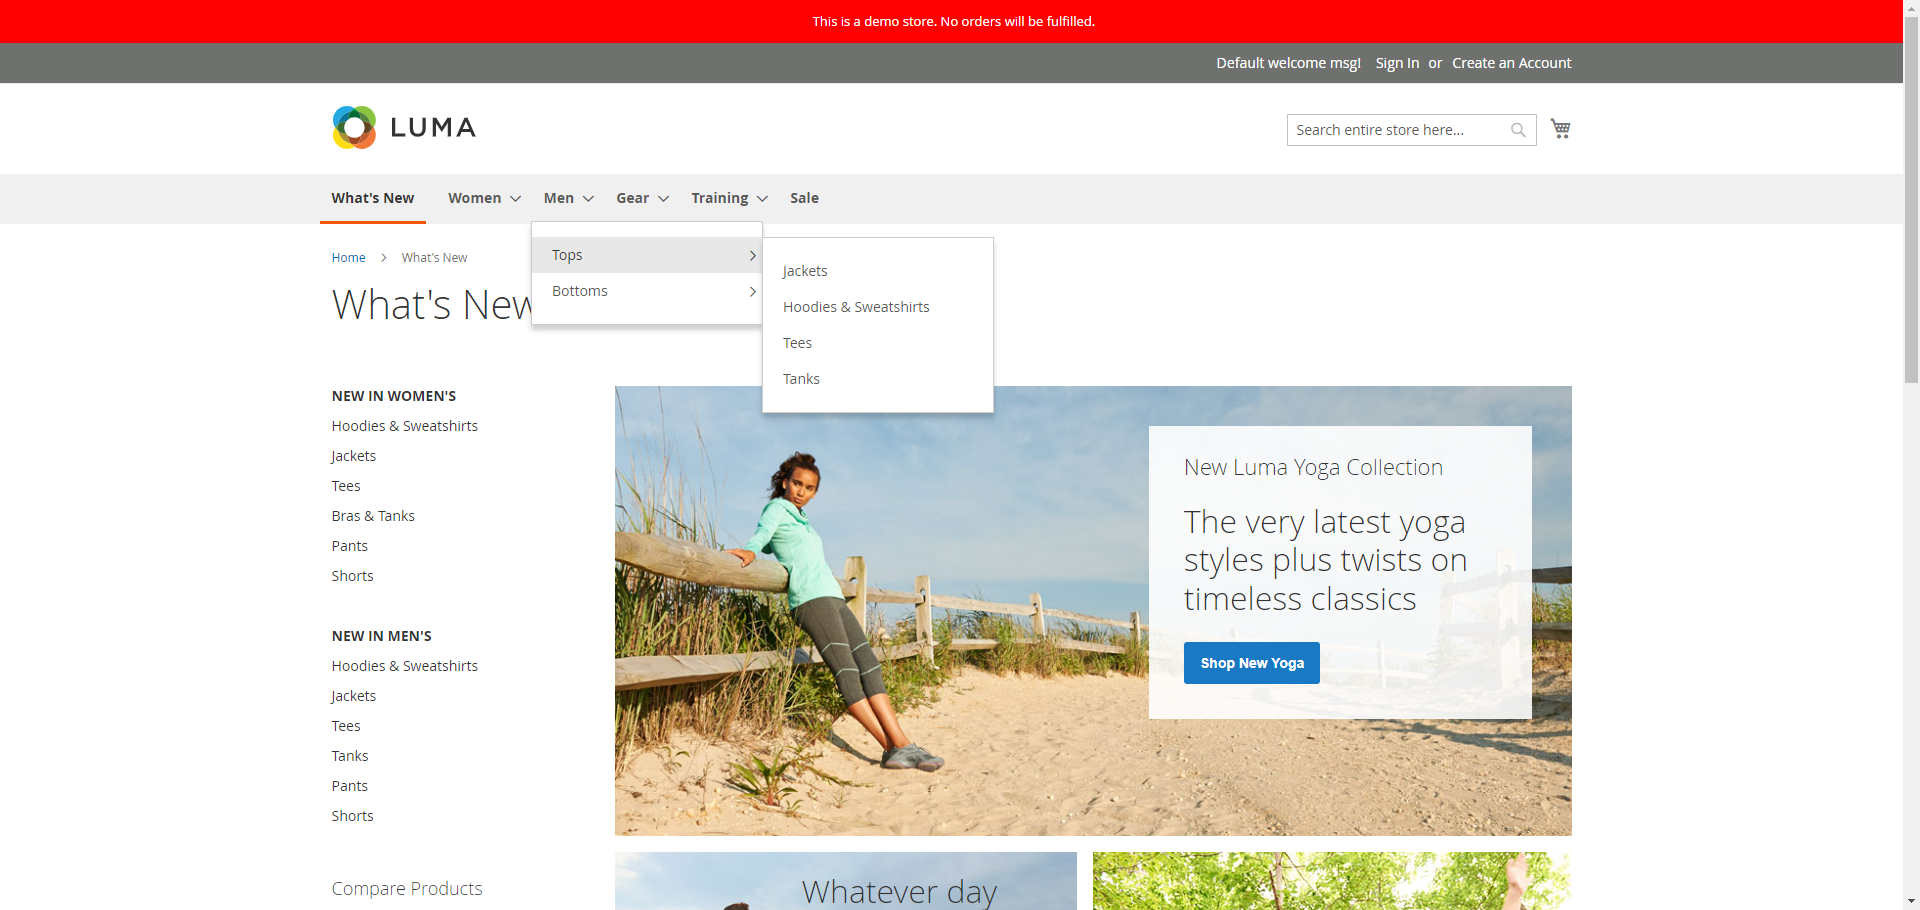 This is a demo store. No orders will be fulfilled.
Default welcome msg! Sign In or Create an Account
LUMA
Search entire store here...
What's New Women Men Gear Training Sale
Tops
Bottoms
Jackets
Hoodies & Sweatshirts
Tees
Tanks
Home > What's New
What's New
NEW IN WOMEN'S
Hoodies & Sweatshirts
Jackets
Tees
Bras & Tanks
Pants
Shorts
NEW IN MEN'S
Hoodies & Sweatshirts
Jackets
Tees
Tanks
Pants
Shorts
Compare Products
New Luma Yoga Collection
The very latest yoga
styles plus twists on
timeless classics
Shop New Yoga
Whatever day